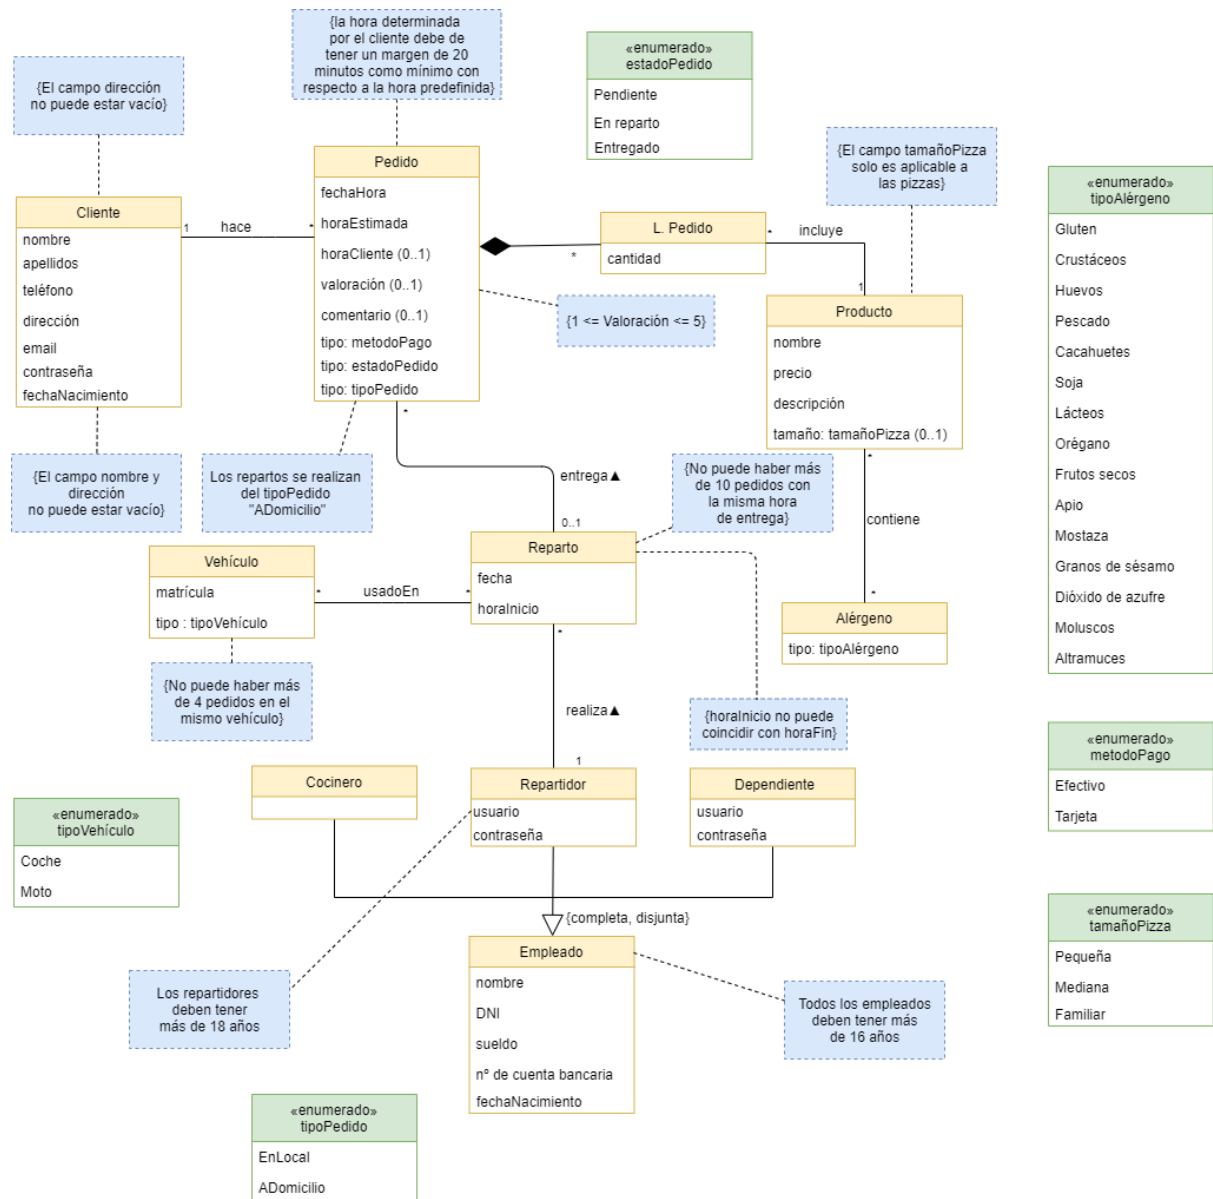 {la hora determinada
por el cliente debe de
tener un margen de 20
minutos como mínimo con
respecto a la hora predefinida}
«enumerado»
estadoPedido
Pendiente
En reparto
Entregado
{El campo dirección
no puede estar vacío}
{El campo tamañoPizza
solo es aplicable a
las pizzas}
«enumerado»
tipoAlérgeno
Gluten
Crustáceos
Huevos
Pescado
Cacahuetes
Soja
Lácteos
Orégano
Frutos secos
Apio
Mostaza
Granos de sésamo
Dióxido de azufre
Moluscos
Altramuces
Cliente
nombre
apellidos
teléfono
dirección
email
contraseña
fechaNacimiento
1
hace
*
Pedido
fechaHora
horaEstimada
horaCliente (0..1)
valoración (0..1)
comentario (0..1)
tipo: metodoPago
tipo: estadoPedido
tipo: tipoPedido
*
L. Pedido
cantidad
*
incluye
1
{1 <= Valoración <= 5}
Producto
nombre
precio
descripción
tamaño: tamañoPizza (0..1)
{El campo nombre y
dirección
no puede estar vacío}
Los repartos se realizan
del tipoPedido
"ADomicilio"
*
entrega▲
0..1
{No puede haber más
de 10 pedidos con
la misma hora
de entrega}
*
contiene
*
Vehículo
matrícula
tipo : tipoVehículo
*
usadoEn
*
Reparto
fecha
horaInicio
Alérgeno
tipo: tipoAlérgeno
{No puede haber más
de 4 pedidos en el
mismo vehículo}
*
realiza▲
1
{horaInicio no puede
coincidir con horaFin}
«enumerado»
metodoPago
Efectivo
Tarjeta
Cocinero
Repartidor
usuario
contraseña
Dependiente
usuario
contraseña
«enumerado»
tipoVehículo
Coche
Moto
{completa, disjunta}
«enumerado»
tamañoPizza
Pequeña
Mediana
Familiar
Empleado
nombre
DNI
sueldo
nº de cuenta bancaria
fechaNacimiento
Los repartidores
deben tener
más de 18 años
Todos los empleados
deben tener más
de 16 años
«enumerado»
tipoPedido
EnLocal
ADomicilio